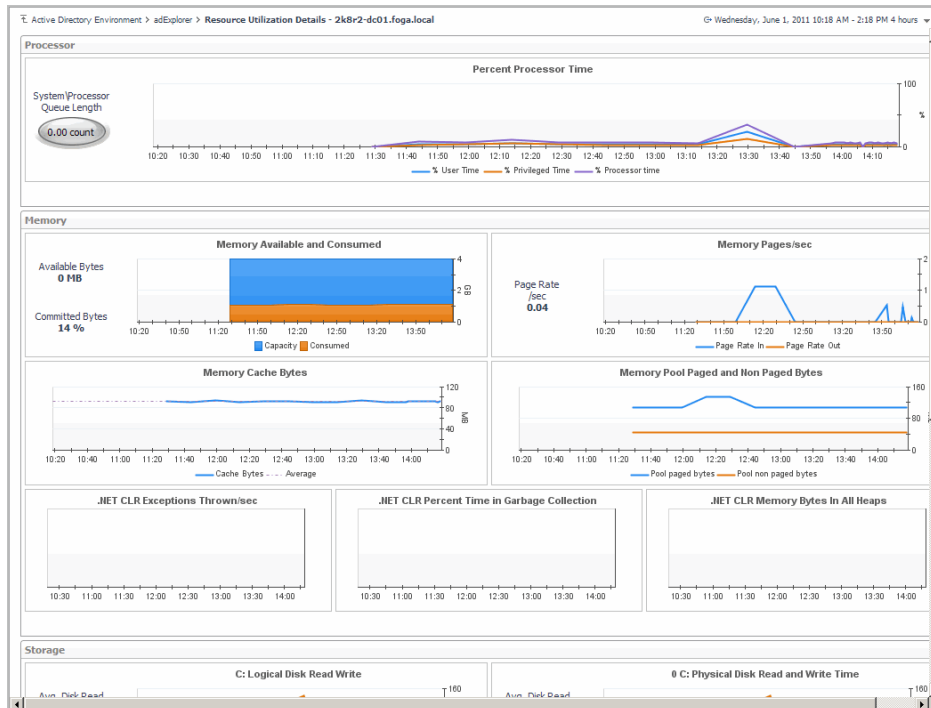 Active Directory Environment > adExplorer > Resource Utilization Details - 2k8r2-dc01.foga.local
Wednesday, June 1, 2011 10:18 AM - 2:18 PM 4 hours
Processor
Percent Processor Time
System\Processor
Queue Length
0.00 count
100
%
0
10:20 10:30 10:40 10:50 11:00 11:10 11:20 11:30 11:40 11:50 12:00 12:10 12:20 12:30 12:40 12:50 13:00 13:10 13:20 13:30 13:40 13:50 14:00 14:10
% User Time % Privileged Time % Processor time
Memory
Memory Available and Consumed
Available Bytes
0 MB
Committed Bytes
14 %
4
2
GB
0
10:20 10:50 11:20 11:50 12:20 12:50 13:20 13:50
Capacity Consumed
Memory Pages/sec
Page Rate
/sec
0.04
2
1
0
10:20 10:50 11:20 11:50 12:20 12:50 13:20 13:50
Page Rate In Page Rate Out
Memory Cache Bytes
120
80
MB
40
0
10:20 10:40 11:00 11:20 11:40 12:00 12:20 12:40 13:00 13:20 13:40 14:00
Cache Bytes Average
Memory Pool Paged and Non Paged Bytes
160
80
0
10:20 10:40 11:00 11:20 11:40 12:00 12:20 12:40 13:00 13:20 13:40 14:00
Pool paged bytes Pool non paged bytes
.NET CLR Exceptions Thrown/sec
10:30 11:00 11:30 12:00 12:30 13:00 13:30 14:00
.NET CLR Percent Time in Garbage Collection
10:30 11:00 11:30 12:00 12:30 13:00 13:30 14:00
.NET CLR Memory Bytes In All Heaps
10:30 11:00 11:30 12:00 12:30 13:00 13:30 14:00
Storage
C: Logical Disk Read Write
Avg. Disk Read
160
0 C: Physical Disk Read and Write Time
Avg. Disk Read
160